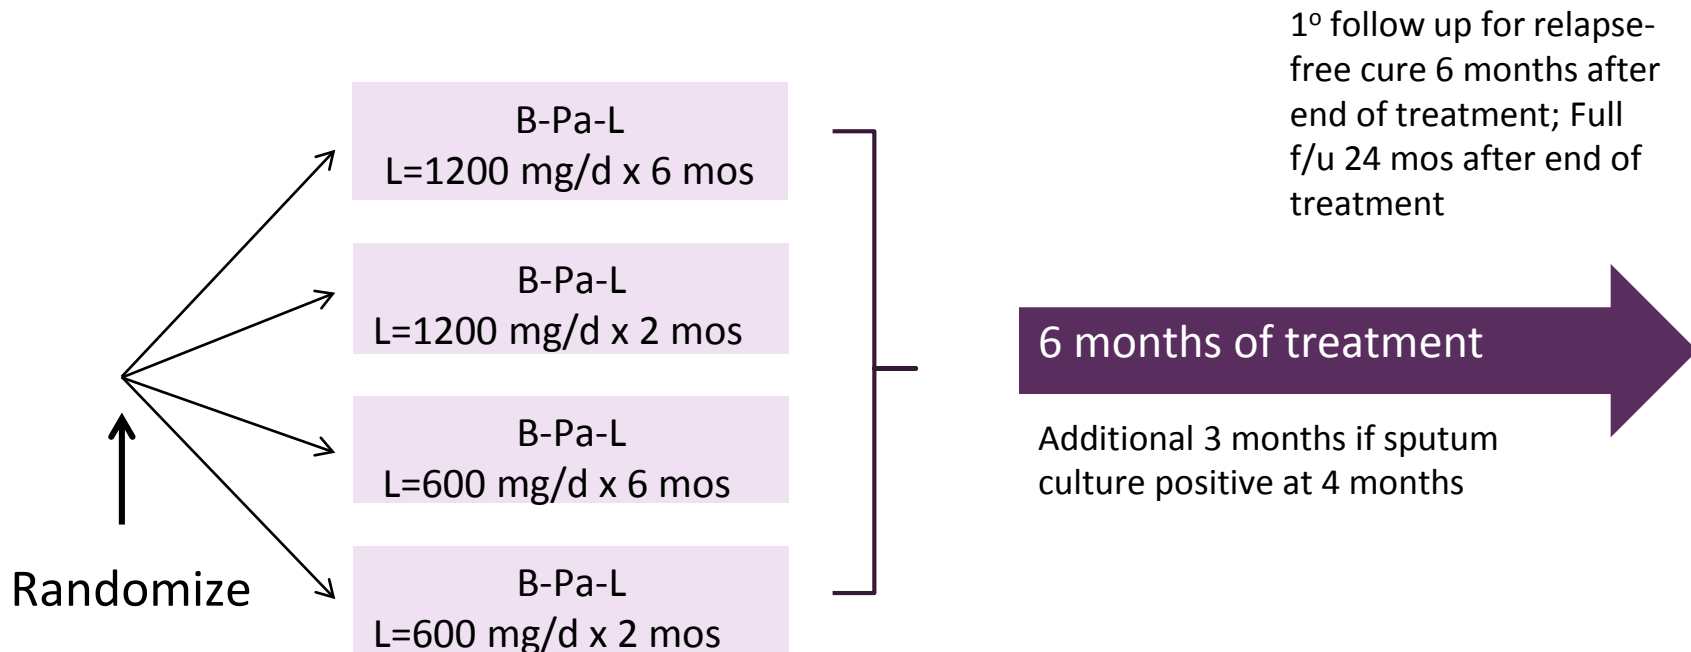 Randomize
B-Pa-L
L=1200 mg/d x 6 mos
B-Pa-L
L=1200 mg/d x 2 mos
B-Pa-L
L=600 mg/d x 6 mos
B-Pa-L
L=600 mg/d x 2 mos
1º follow up for relapse-
free cure 6 months after
end of treatment; Full
f/u 24 mos after end of
treatment
6 months of treatment
Additional 3 months if sputum
culture positive at 4 months